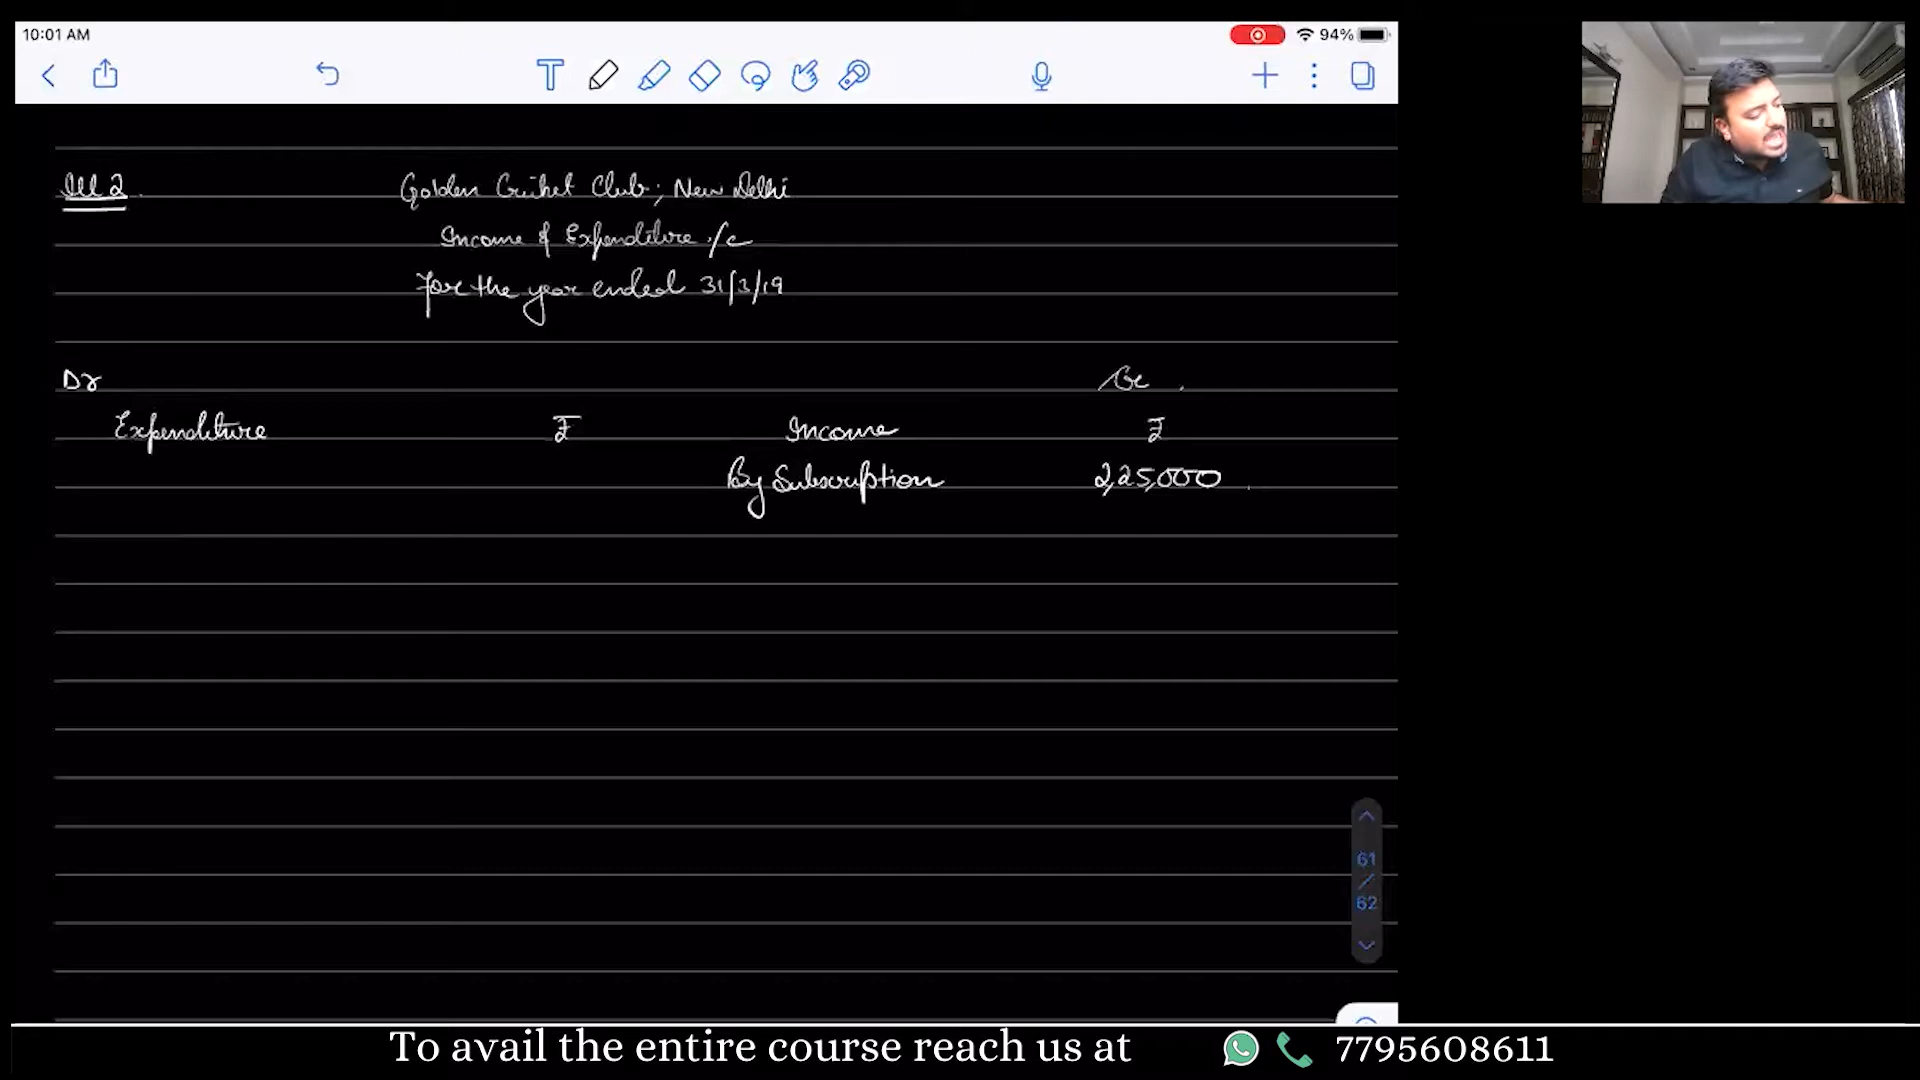 10:01 AM 94%
Ill 2. Golden Cricket Club; New Delhi
Income & Expenditure A/c
For the year ended 31/3/19
Dr Cr.
Expenditure ₹ Income ₹
By Subscription 2,25,000
61
/
62
To avail the entire course reach us at 7795608611